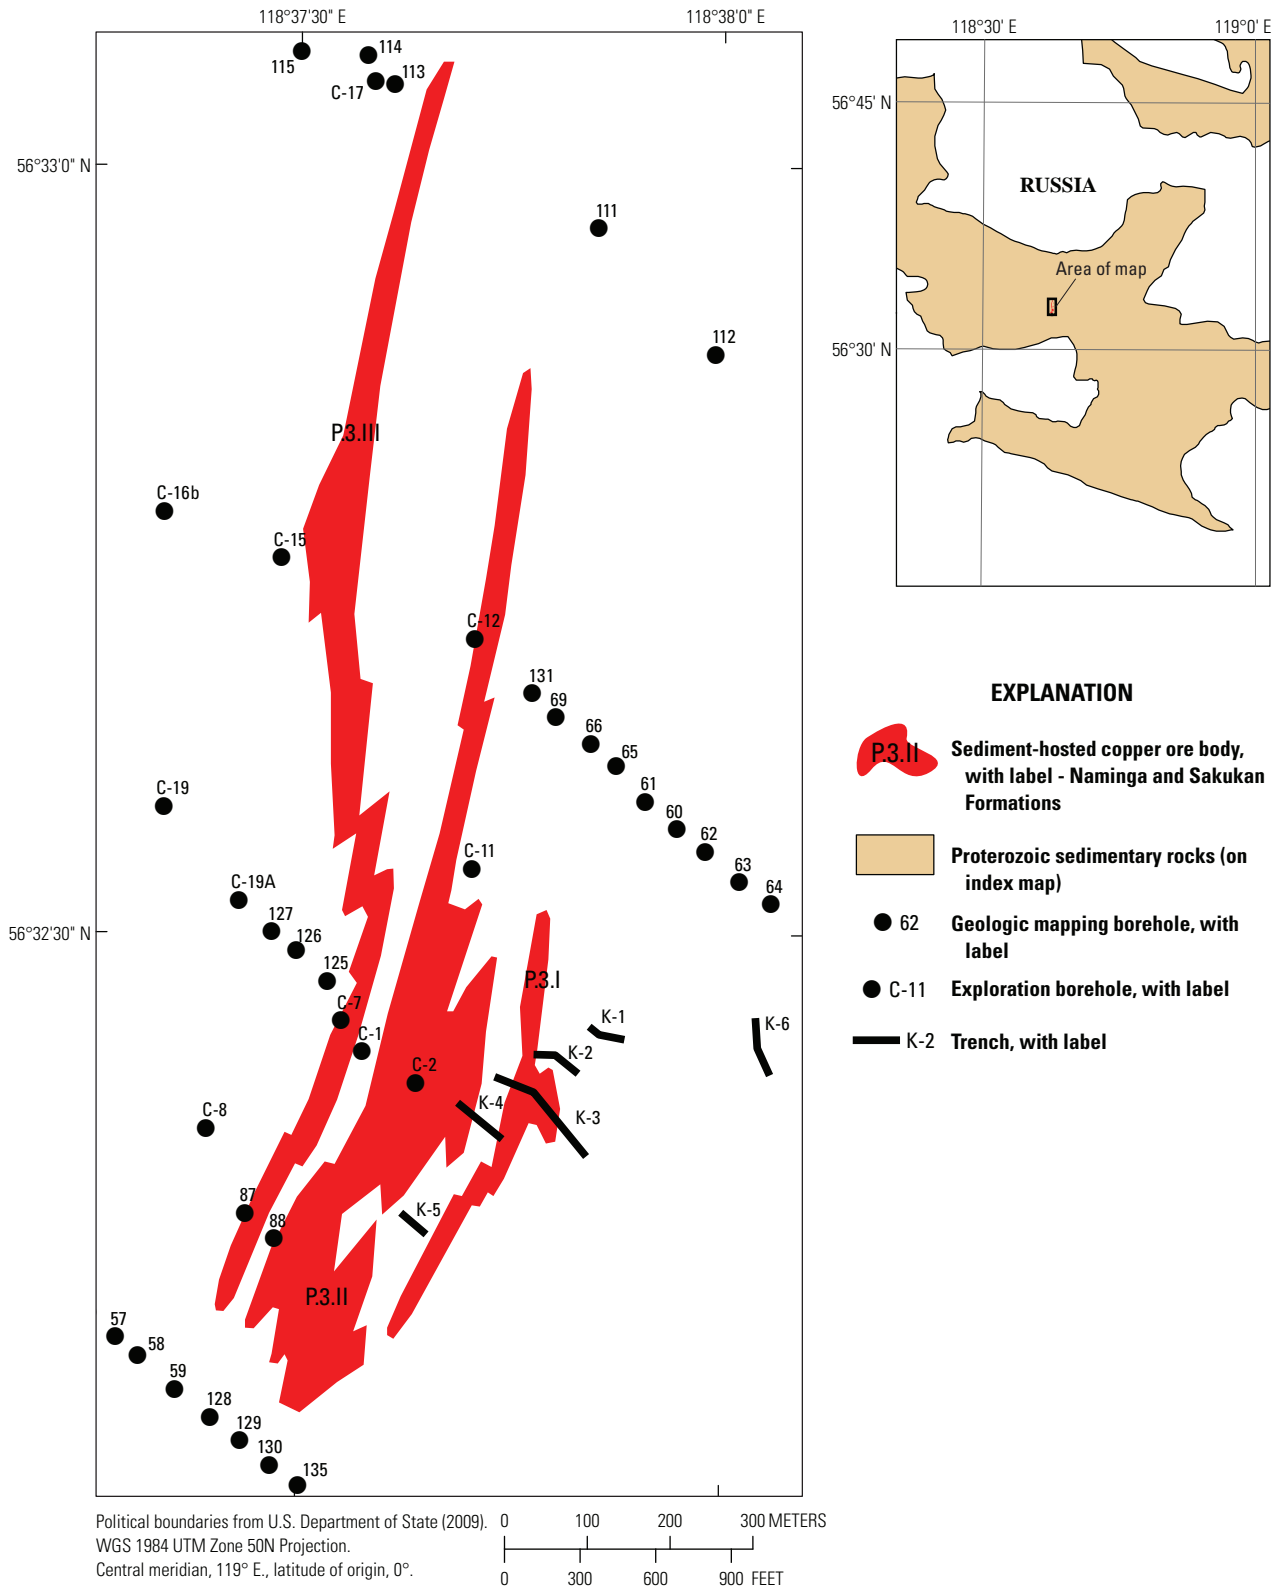 118°37'30" E
118°38'0" E
56°33'0" N
56°32'30" N
115
114
C-17
113
111
112
P.3.III
C-16b
C-15
C-12
131
69
66
65
61
60
62
63
64
C-19
C-11
C-19A
127
126
125
C-7
C-1
C-2
P.3.I
K-1
K-2
K-6
K-4
K-3
C-8
87
88
K-5
P.3.II
57
58
59
128
129
130
135
Political boundaries from U.S. Department of State (2009).
WGS 1984 UTM Zone 50N Projection.
Central meridian, 119° E., latitude of origin, 0°.
0 100 200 300 METERS
0 300 600 900 FEET
118°30' E
119°0' E
56°45' N
56°30' N
RUSSIA
Area of map
EXPLANATION
P.3.II
Sediment-hosted copper ore body,
with label - Naminga and Sakukan
Formations
Proterozoic sedimentary rocks (on
index map)
62 Geologic mapping borehole, with
label
C-11 Exploration borehole, with label
K-2 Trench, with label